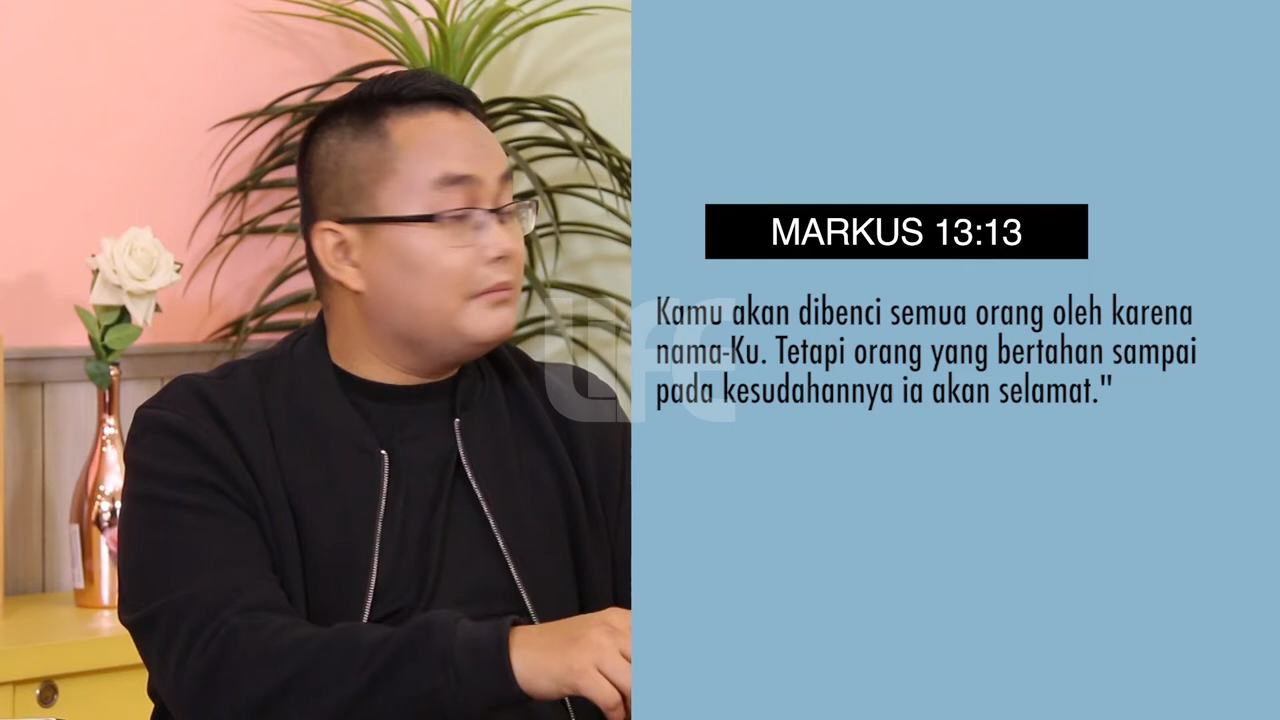 MARKUS 13:13
Kamu akan dibenci semua orang oleh karena
nama-Ku. Tetapi orang yang bertahan sampai
pada kesudahannya ia akan selamat."
LIFE